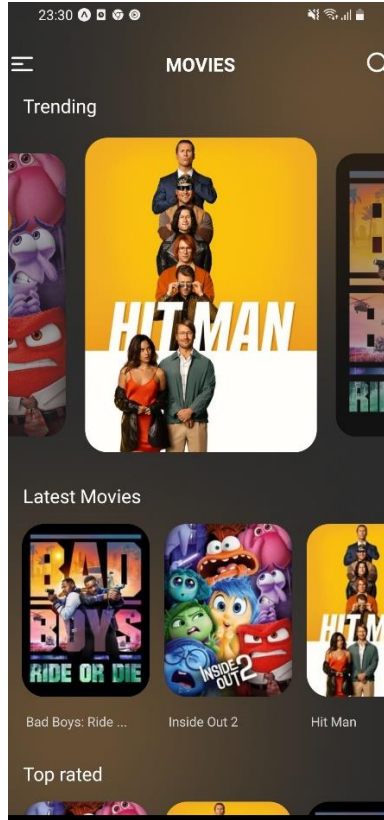 23:30
MOVIES
Trending
HIT MAN
RI
Latest Movies
BAD
BOYS
RIDE OR DIE
INSIDE
OUT 2
HIT M
Bad Boys: Ride ...
Inside Out 2
Hit Man
Top rated